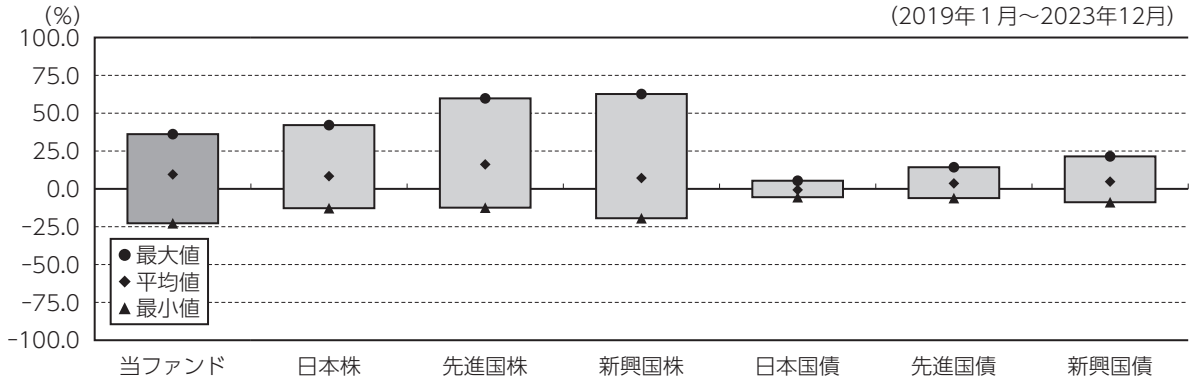 (%)
(2019年1月~2023年12月)
100.0
75.0
50.0
25.0
0.0
-25.0
-50.0
-75.0
-100.0
●最大値
◆平均値
▲最小値
当ファンド 日本株 先進国株 新興国株 日本国債 先進国債 新興国債